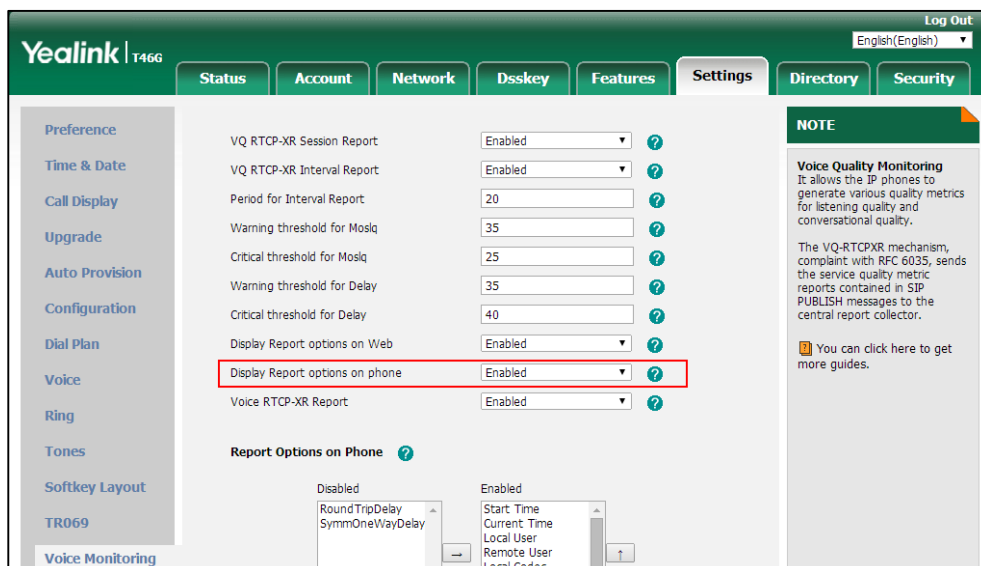 Log Out
English(English)
Yealink T46G
Status Account Network Dsskey Features Settings Directory Security
Preference
Time & Date
Call Display
Upgrade
Auto Provision
Configuration
Dial Plan
Voice
Ring
Tones
Softkey Layout
TR069
Voice Monitoring
VQ RTCP-XR Session Report Enabled ?
VQ RTCP-XR Interval Report Enabled ?
Period for Interval Report 20 ?
Warning threshold for Moslq 35 ?
Critical threshold for Moslq 25 ?
Warning threshold for Delay 35 ?
Critical threshold for Delay 40 ?
Display Report options on Web Enabled ?
Display Report options on phone Enabled ?
Voice RTCP-XR Report Enabled ?
Report Options on Phone ?
Disabled
RoundTripDelay
SymmOneWayDelay
→
Enabled
Start Time
Current Time
Local User
Remote User
Local Codec
↑
NOTE
Voice Quality Monitoring
It allows the IP phones to
generate various quality metrics
for listening quality and
conversational quality.
The VQ-RTCPXR mechanism,
complaint with RFC 6035, sends
the service quality metric
reports contained in SIP
PUBLISH messages to the
central report collector.
? You can click here to get
more guides.